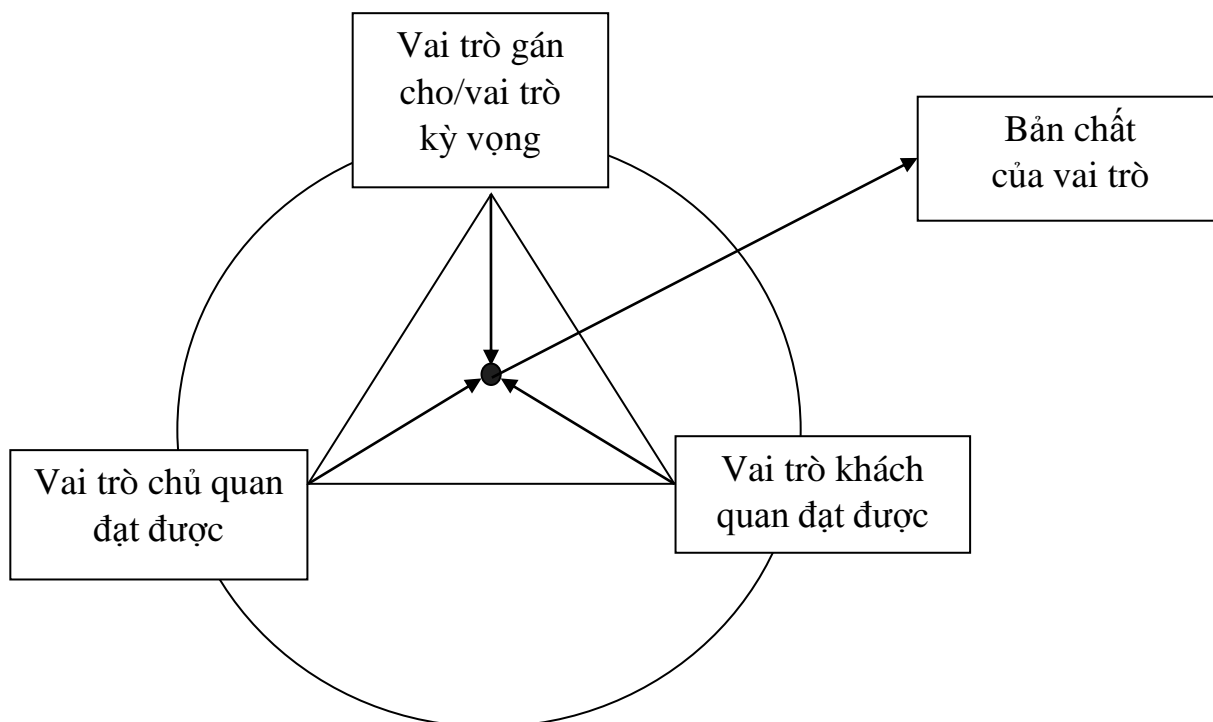 Vai trò gán
cho/vai trò
kỳ vọng
Bản chất
của vai trò
Vai trò chủ quan
đạt được
Vai trò khách
quan đạt được